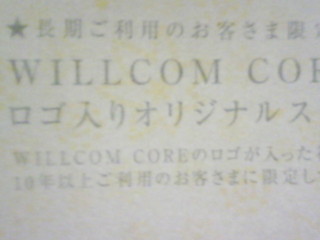 ★長期ご利用のお客さま限定
WILLCOM COR
ロゴ入りオリジナルス
WILLCOM COREのロゴが入った
10年以上ご利用のお客さまに限定し